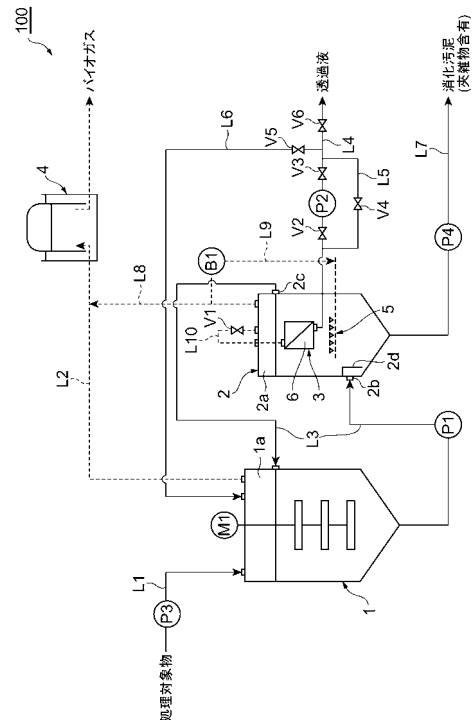 100
バイオガス
4
L2
L6
V5
V6
透過液
L4
V3
L5
P2
V4
V2
L8
B1
L9
L10
V1
2c
2
2a
6
3
5
2d
2b
消化汚泥
(夾雑物含有)
L7
P4
L3
1a
M1
P1
L1
P3
処理対象物
1